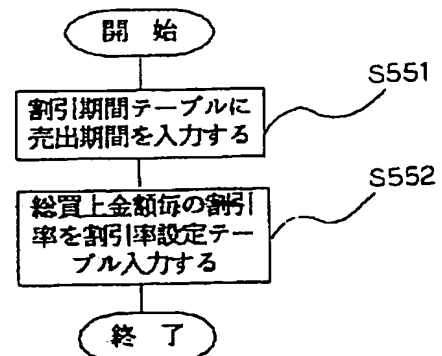 開 始
割引期間テーブルに
売出期間を入力する
S551
総買上金額毎の割引
率を割引率設定テー
ブル入力する
S552
終 了